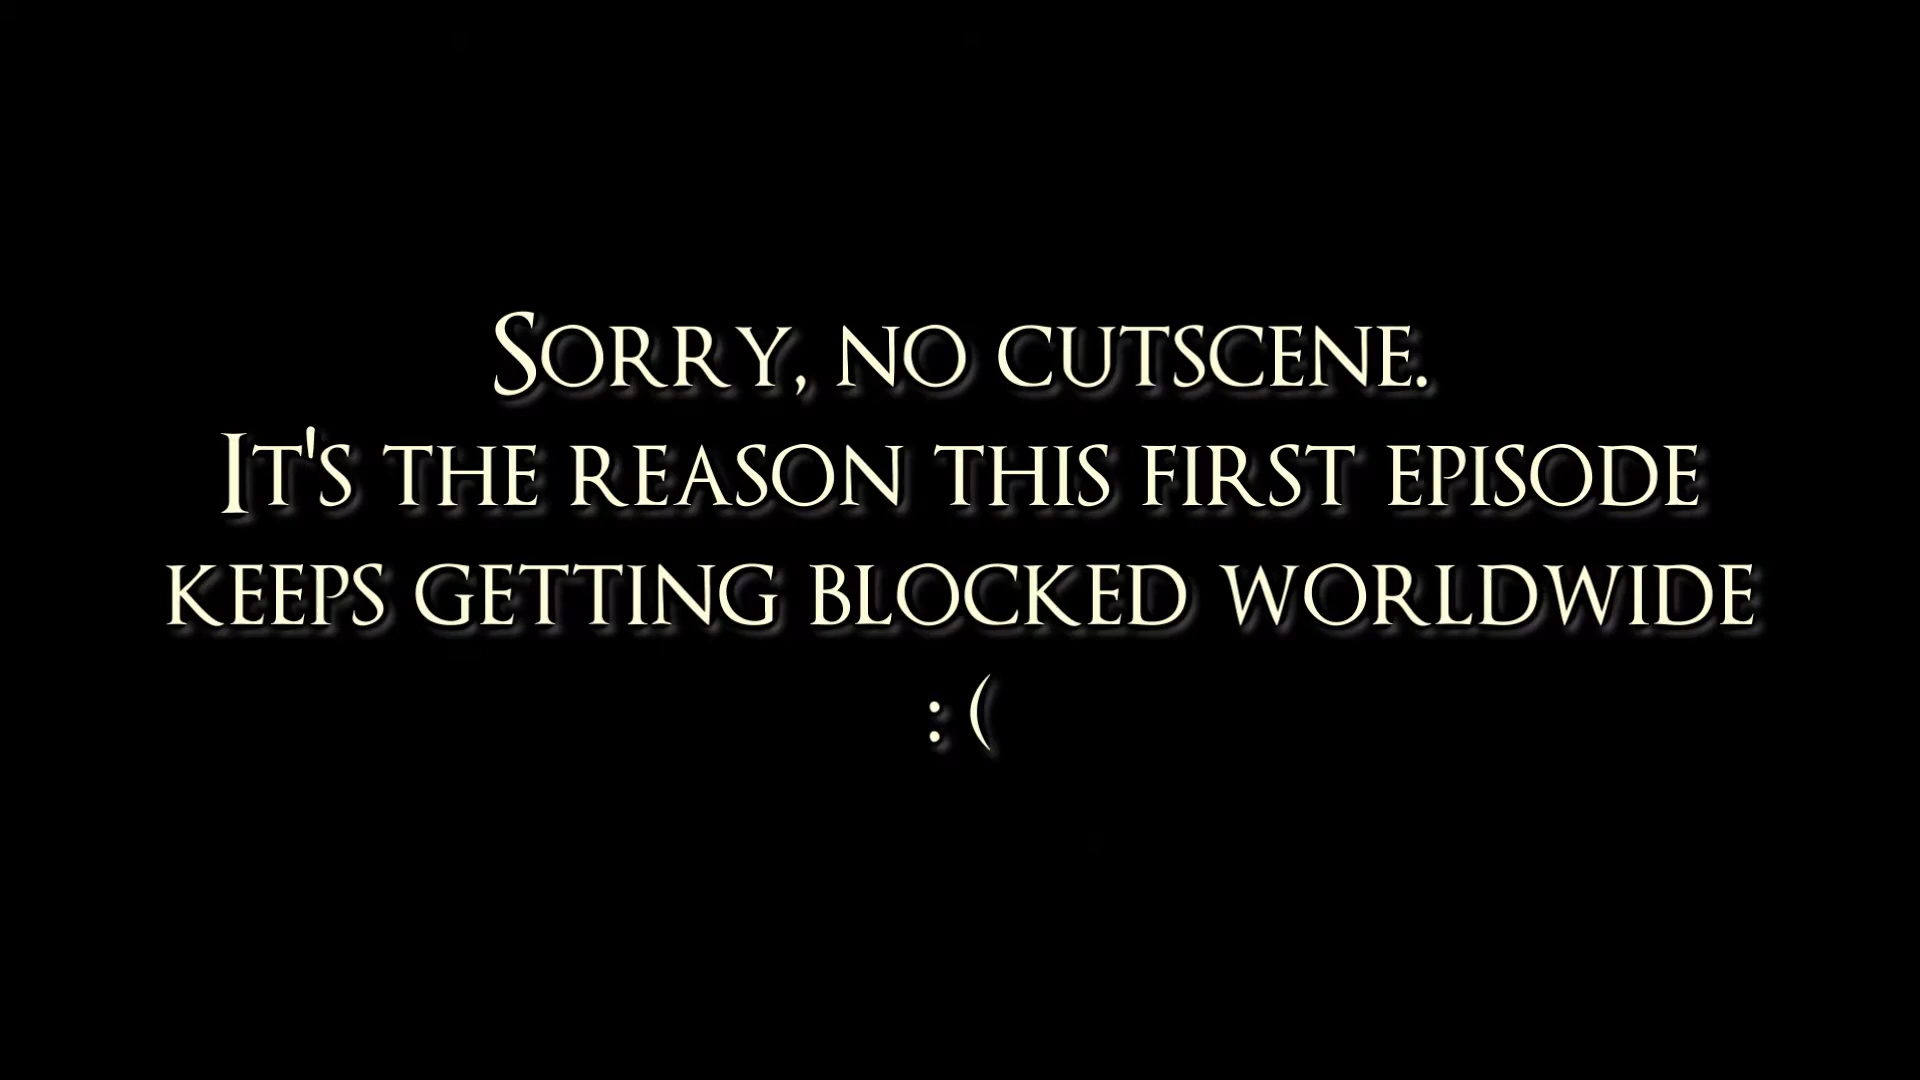 Sorry, no cutscene.
It's the reason this first episode
keeps getting blocked worldwide
:(